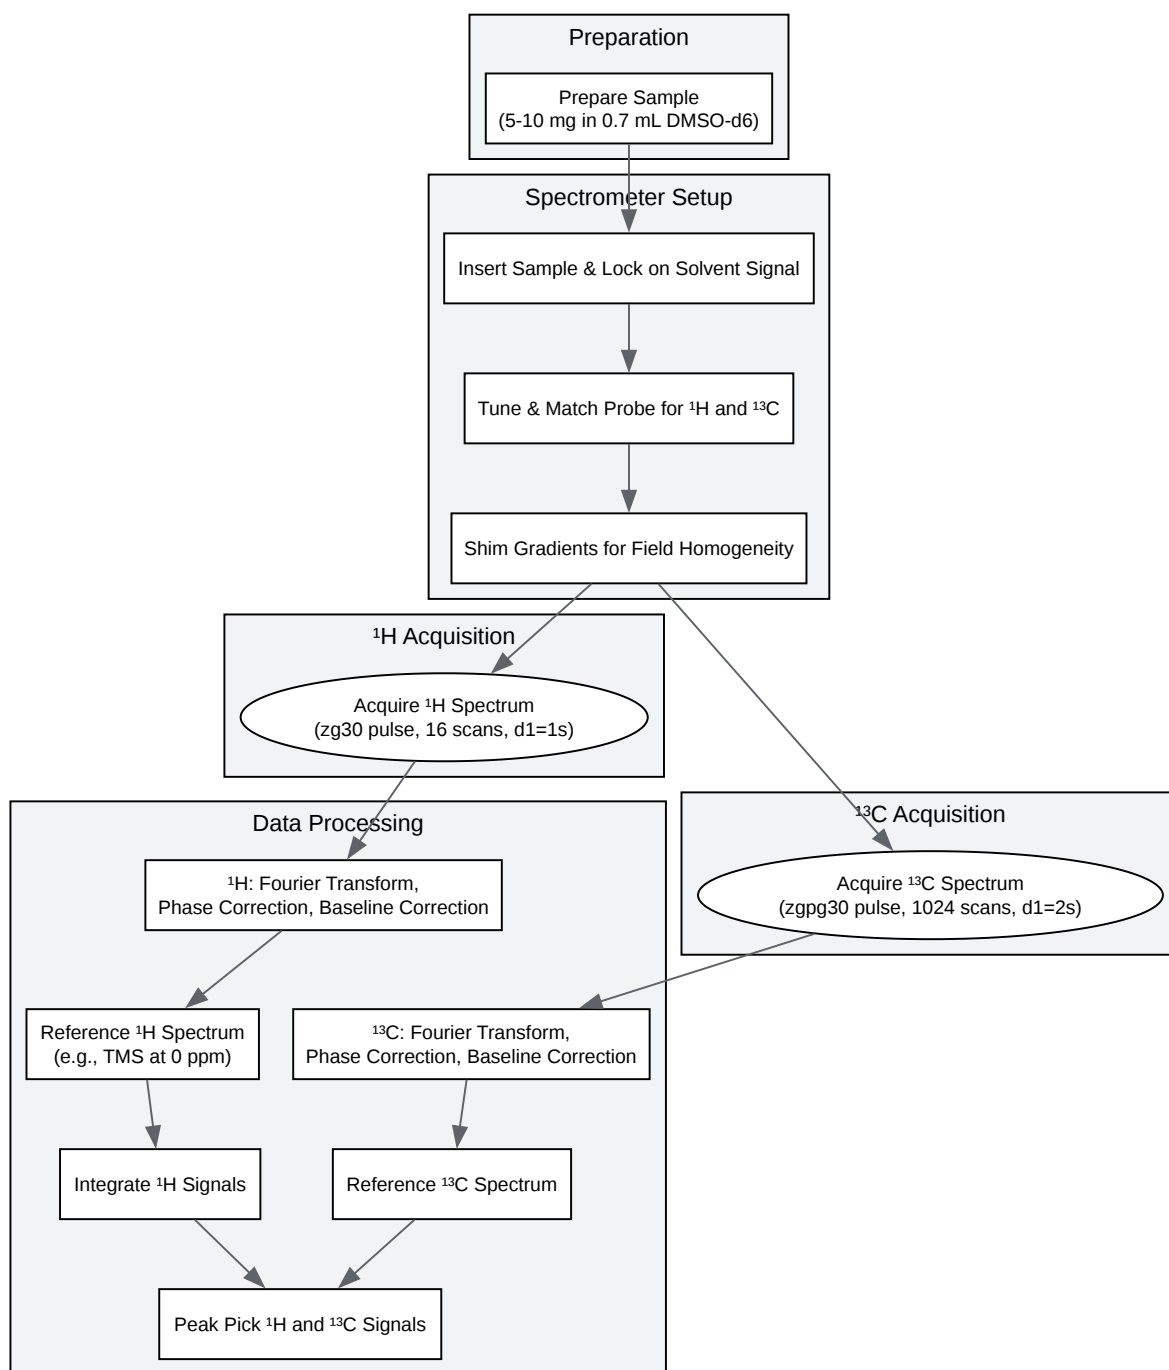 Preparation
Prepare Sample
(5-10 mg in 0.7 mL DMSO-d6)
Spectrometer Setup
Insert Sample & Lock on Solvent Signal
Tune & Match Probe for ¹H and ¹³C
Shim Gradients for Field Homogeneity
¹H Acquisition
Acquire ¹H Spectrum
(zg30 pulse, 16 scans, d1=1s)
¹³C Acquisition
Acquire ¹³C Spectrum
(zgpg30 pulse, 1024 scans, d1=2s)
Data Processing
¹H: Fourier Transform,
Phase Correction, Baseline Correction
Reference ¹H Spectrum
(e.g., TMS at 0 ppm)
¹³C: Fourier Transform,
Phase Correction, Baseline Correction
Integrate ¹H Signals
Reference ¹³C Spectrum
Peak Pick ¹H and ¹³C Signals